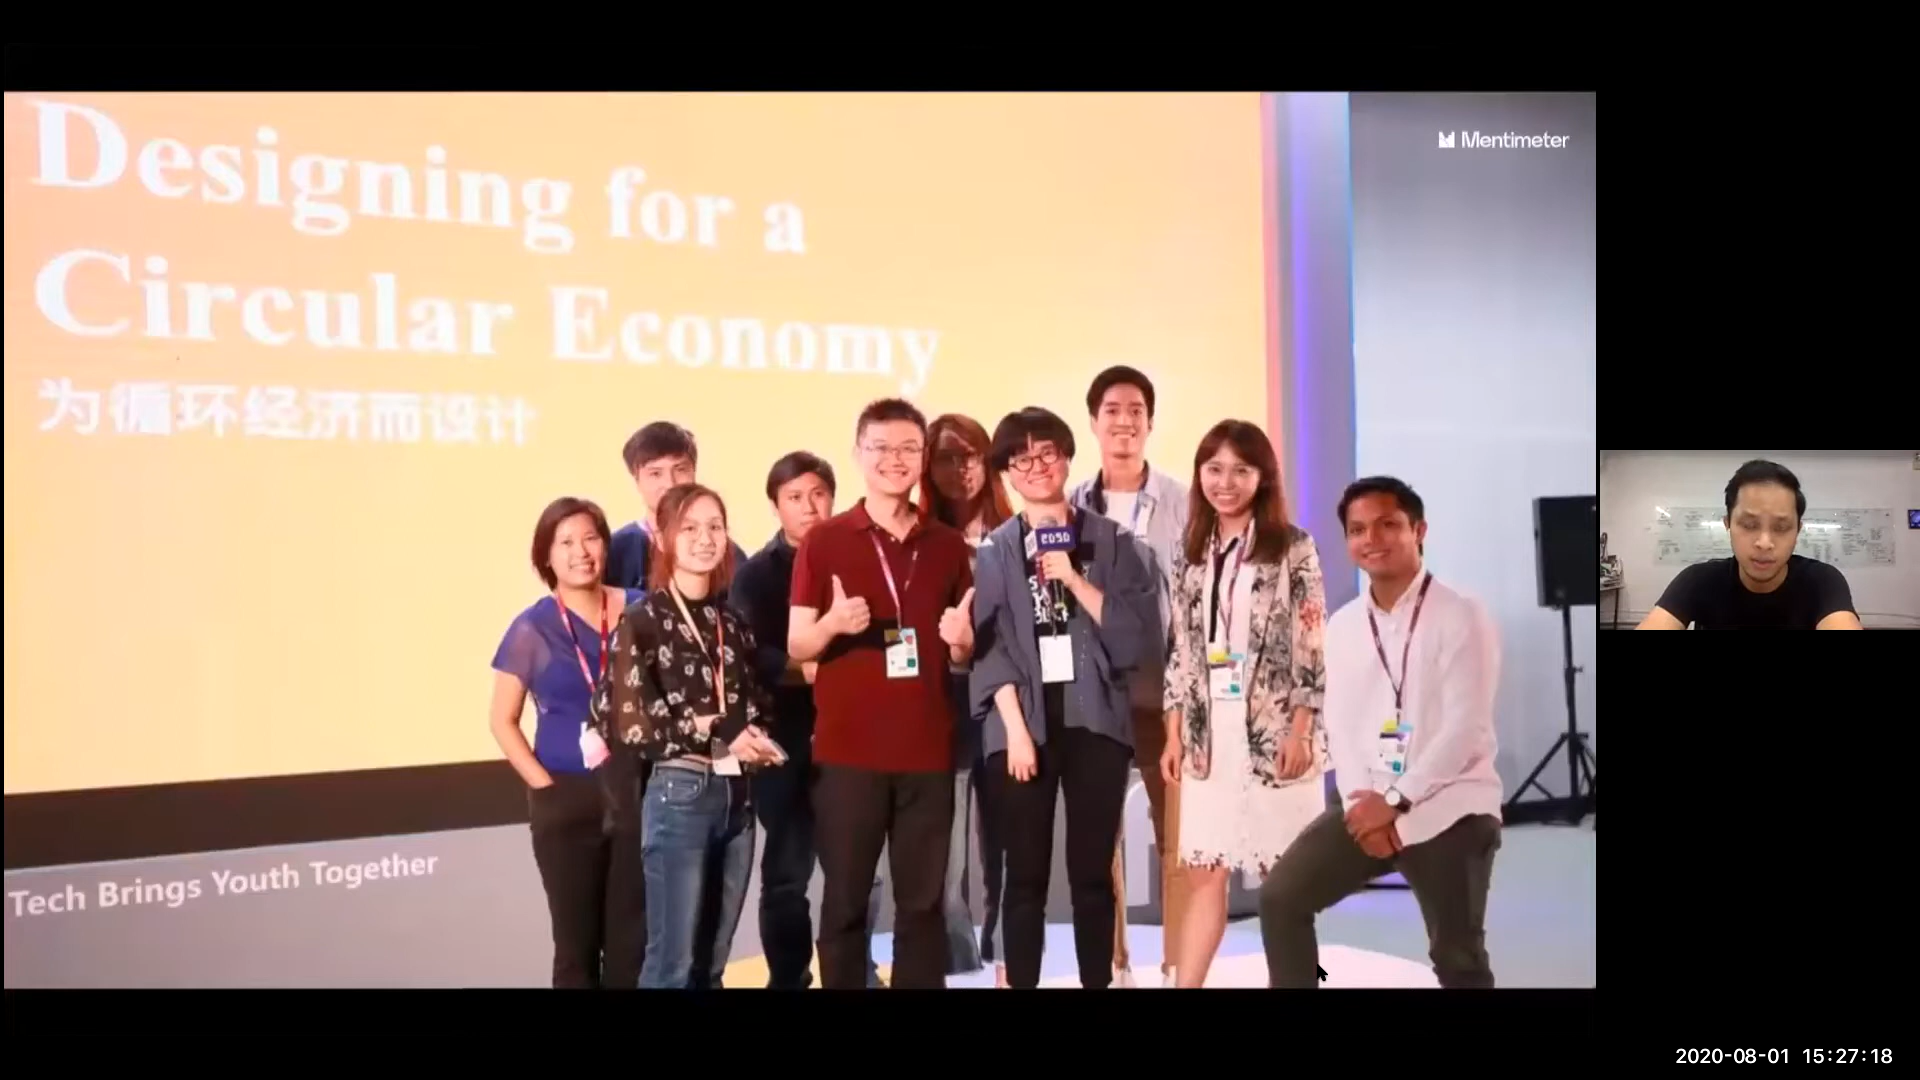 Designing for a
Circular Economy
为循环经济而设计
Mentimeter
2050
Tech Brings Youth Together
2020-08-01 15:27:18